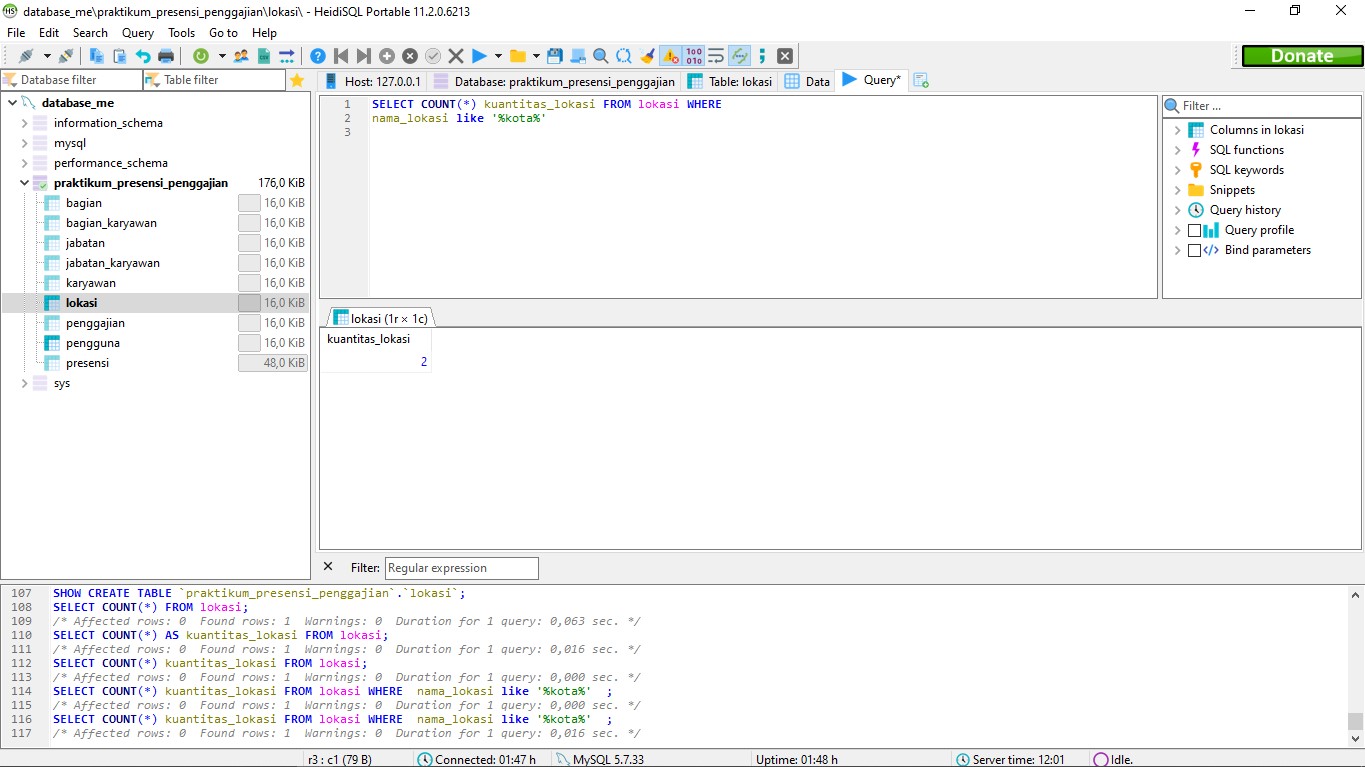 database_me\praktikum_presensi_penggajian\lokasi\ - HeidiSQL Portable 11.2.0.6213
File Edit Search Query Tools Go to Help
Donate
Database filter Table filter
Host: 127.0.0.1 Database: praktikum_presensi_penggajian Table: lokasi Data Query*
database_me
information_schema
mysql
performance_schema
praktikum_presensi_penggajian 176,0 KiB
bagian 16,0 KiB
bagian_karyawan 16,0 KiB
jabatan 16,0 KiB
jabatan_karyawan 16,0 KiB
karyawan 16,0 KiB
lokasi 16,0 KiB
penggajian 16,0 KiB
pengguna 16,0 KiB
presensi 48,0 KiB
sys
1 SELECT COUNT(*) kuantitas_lokasi FROM lokasi WHERE
2 nama_lokasi like '%kota%'
3
Filter ...
Columns in lokasi
SQL functions
SQL keywords
Snippets
Query history
Query profile
Bind parameters
lokasi (1r × 1c)
kuantitas_lokasi
2
Filter: Regular expression
107 SHOW CREATE TABLE `praktikum_presensi_penggajian`.`lokasi`;
108 SELECT COUNT(*) FROM lokasi;
109 /* Affected rows: 0  Found rows: 1  Warnings: 0  Duration for 1 query: 0,063 sec. */
110 SELECT COUNT(*) AS kuantitas_lokasi FROM lokasi;
111 /* Affected rows: 0  Found rows: 1  Warnings: 0  Duration for 1 query: 0,016 sec. */
112 SELECT COUNT(*) kuantitas_lokasi FROM lokasi;
113 /* Affected rows: 0  Found rows: 1  Warnings: 0  Duration for 1 query: 0,000 sec. */
114 SELECT COUNT(*) kuantitas_lokasi FROM lokasi WHERE  nama_lokasi like '%kota%'  ;
115 /* Affected rows: 0  Found rows: 1  Warnings: 0  Duration for 1 query: 0,000 sec. */
116 SELECT COUNT(*) kuantitas_lokasi FROM lokasi WHERE  nama_lokasi like '%kota%'  ;
117 /* Affected rows: 0  Found rows: 1  Warnings: 0  Duration for 1 query: 0,016 sec. */
r3 : c1 (79 B) Connected: 01:47 h MySQL 5.7.33 Uptime: 01:48 h Server time: 12:01 Idle.